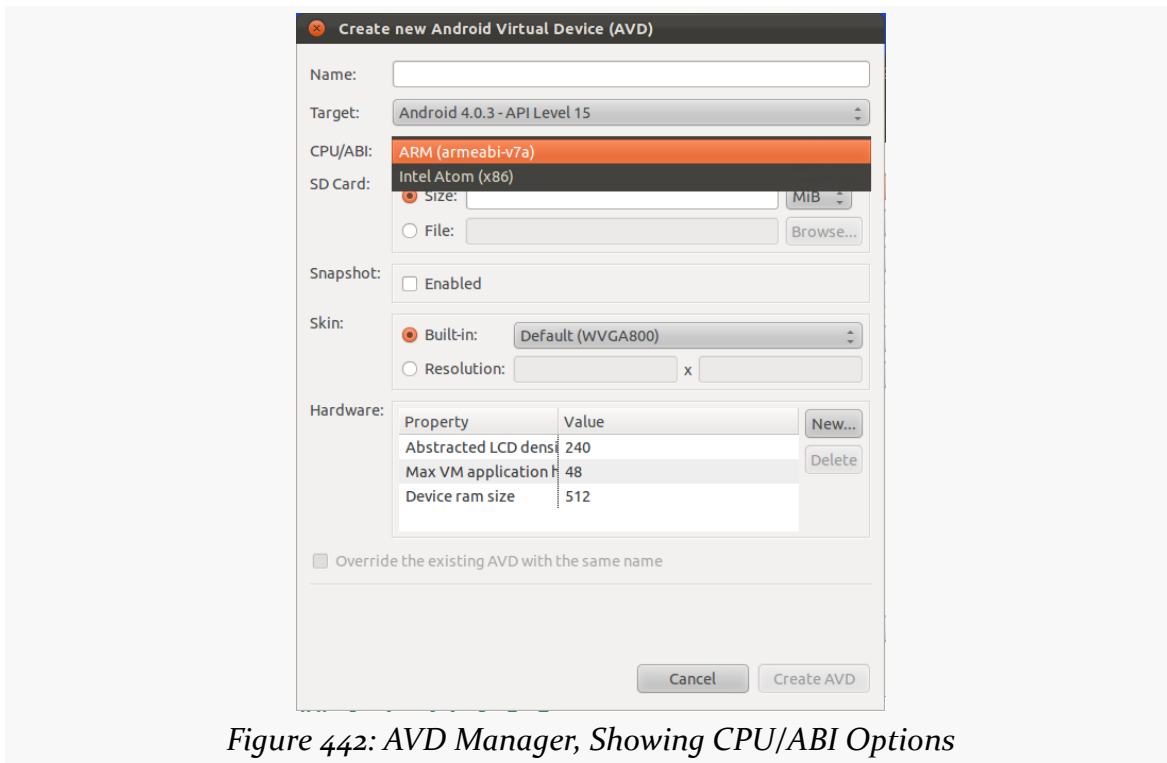 Create new Android Virtual Device (AVD)
Name:
Target: Android 4.0.3 - API Level 15
CPU/ABI: ARM (armeabi-v7a)
Intel Atom (x86)
SD Card:
Size: MiB
File: Browse...
Snapshot:
Enabled
Skin:
Built-in: Default (WVGA800)
Resolution: x
Hardware:
Property Value New...
Abstracted LCD densi 240
Delete
Max VM application h 48
Device ram size 512
Override the existing AVD with the same name
Cancel Create AVD
Figure 442: AVD Manager, Showing CPU/ABI Options